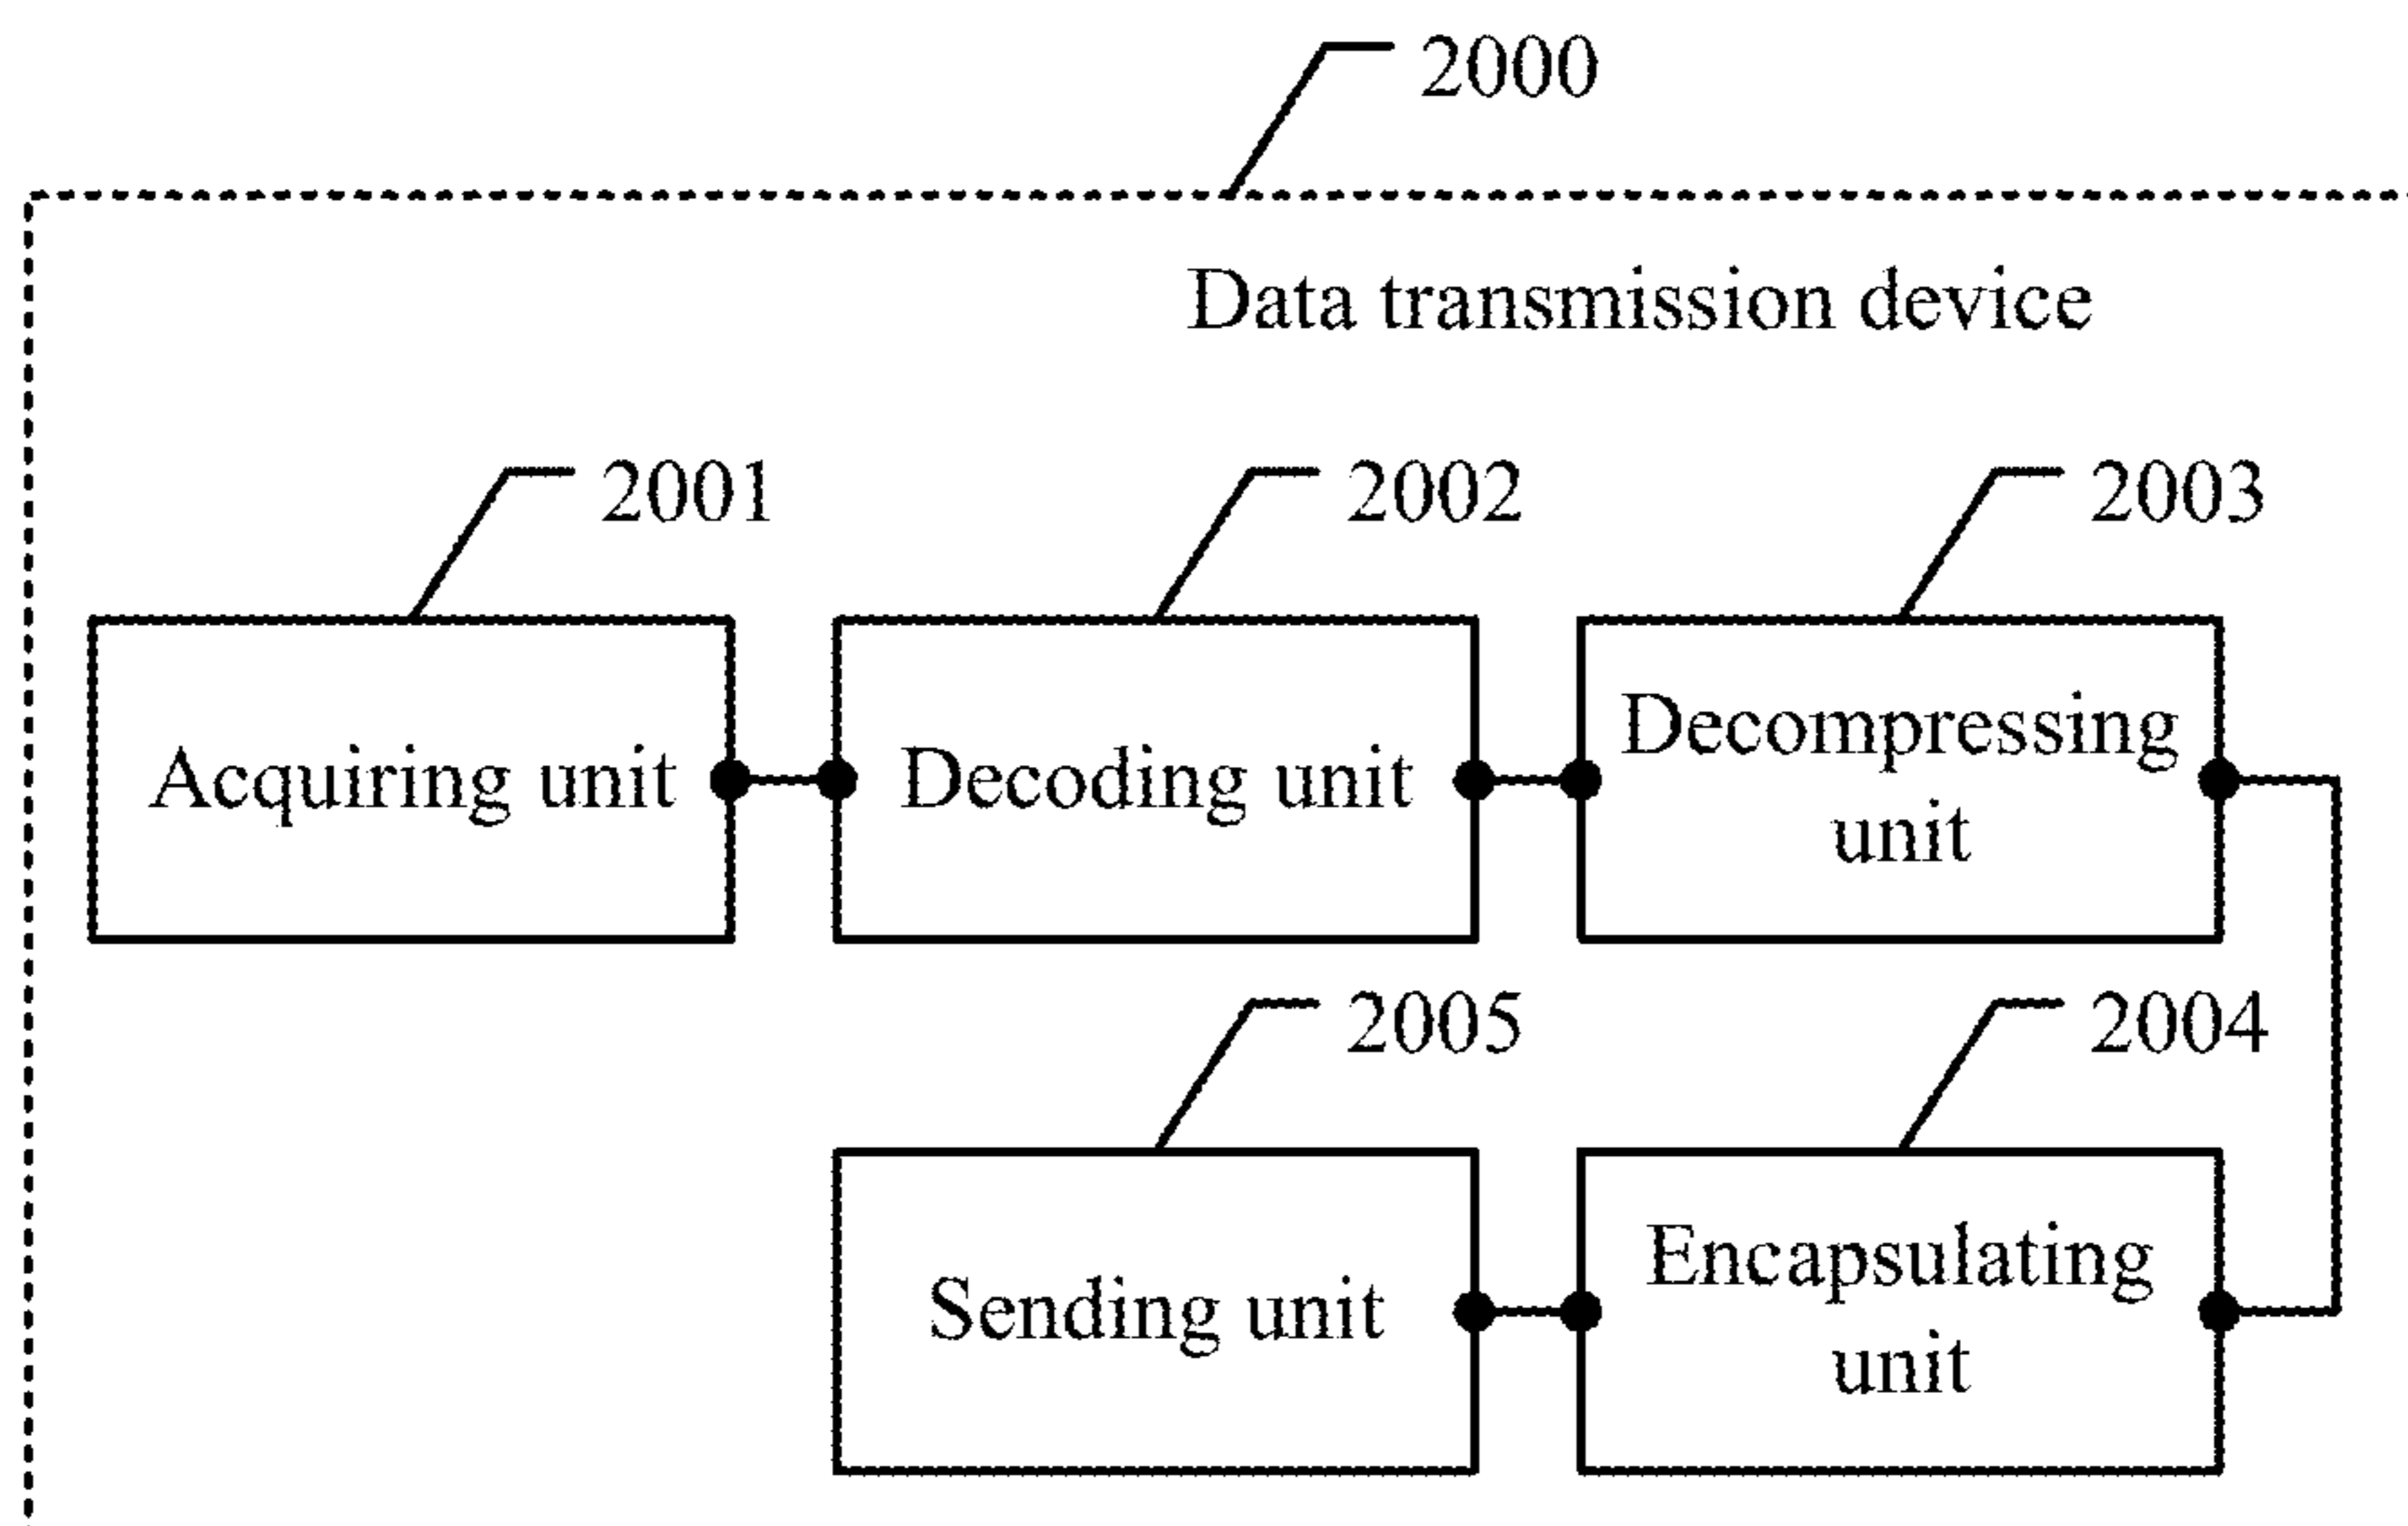 2000
Data transmission device
2001
2002
2003
Acquiring unit
Decoding unit
Decompressing
unit
2005
2004
Sending unit
Encapsulating
unit